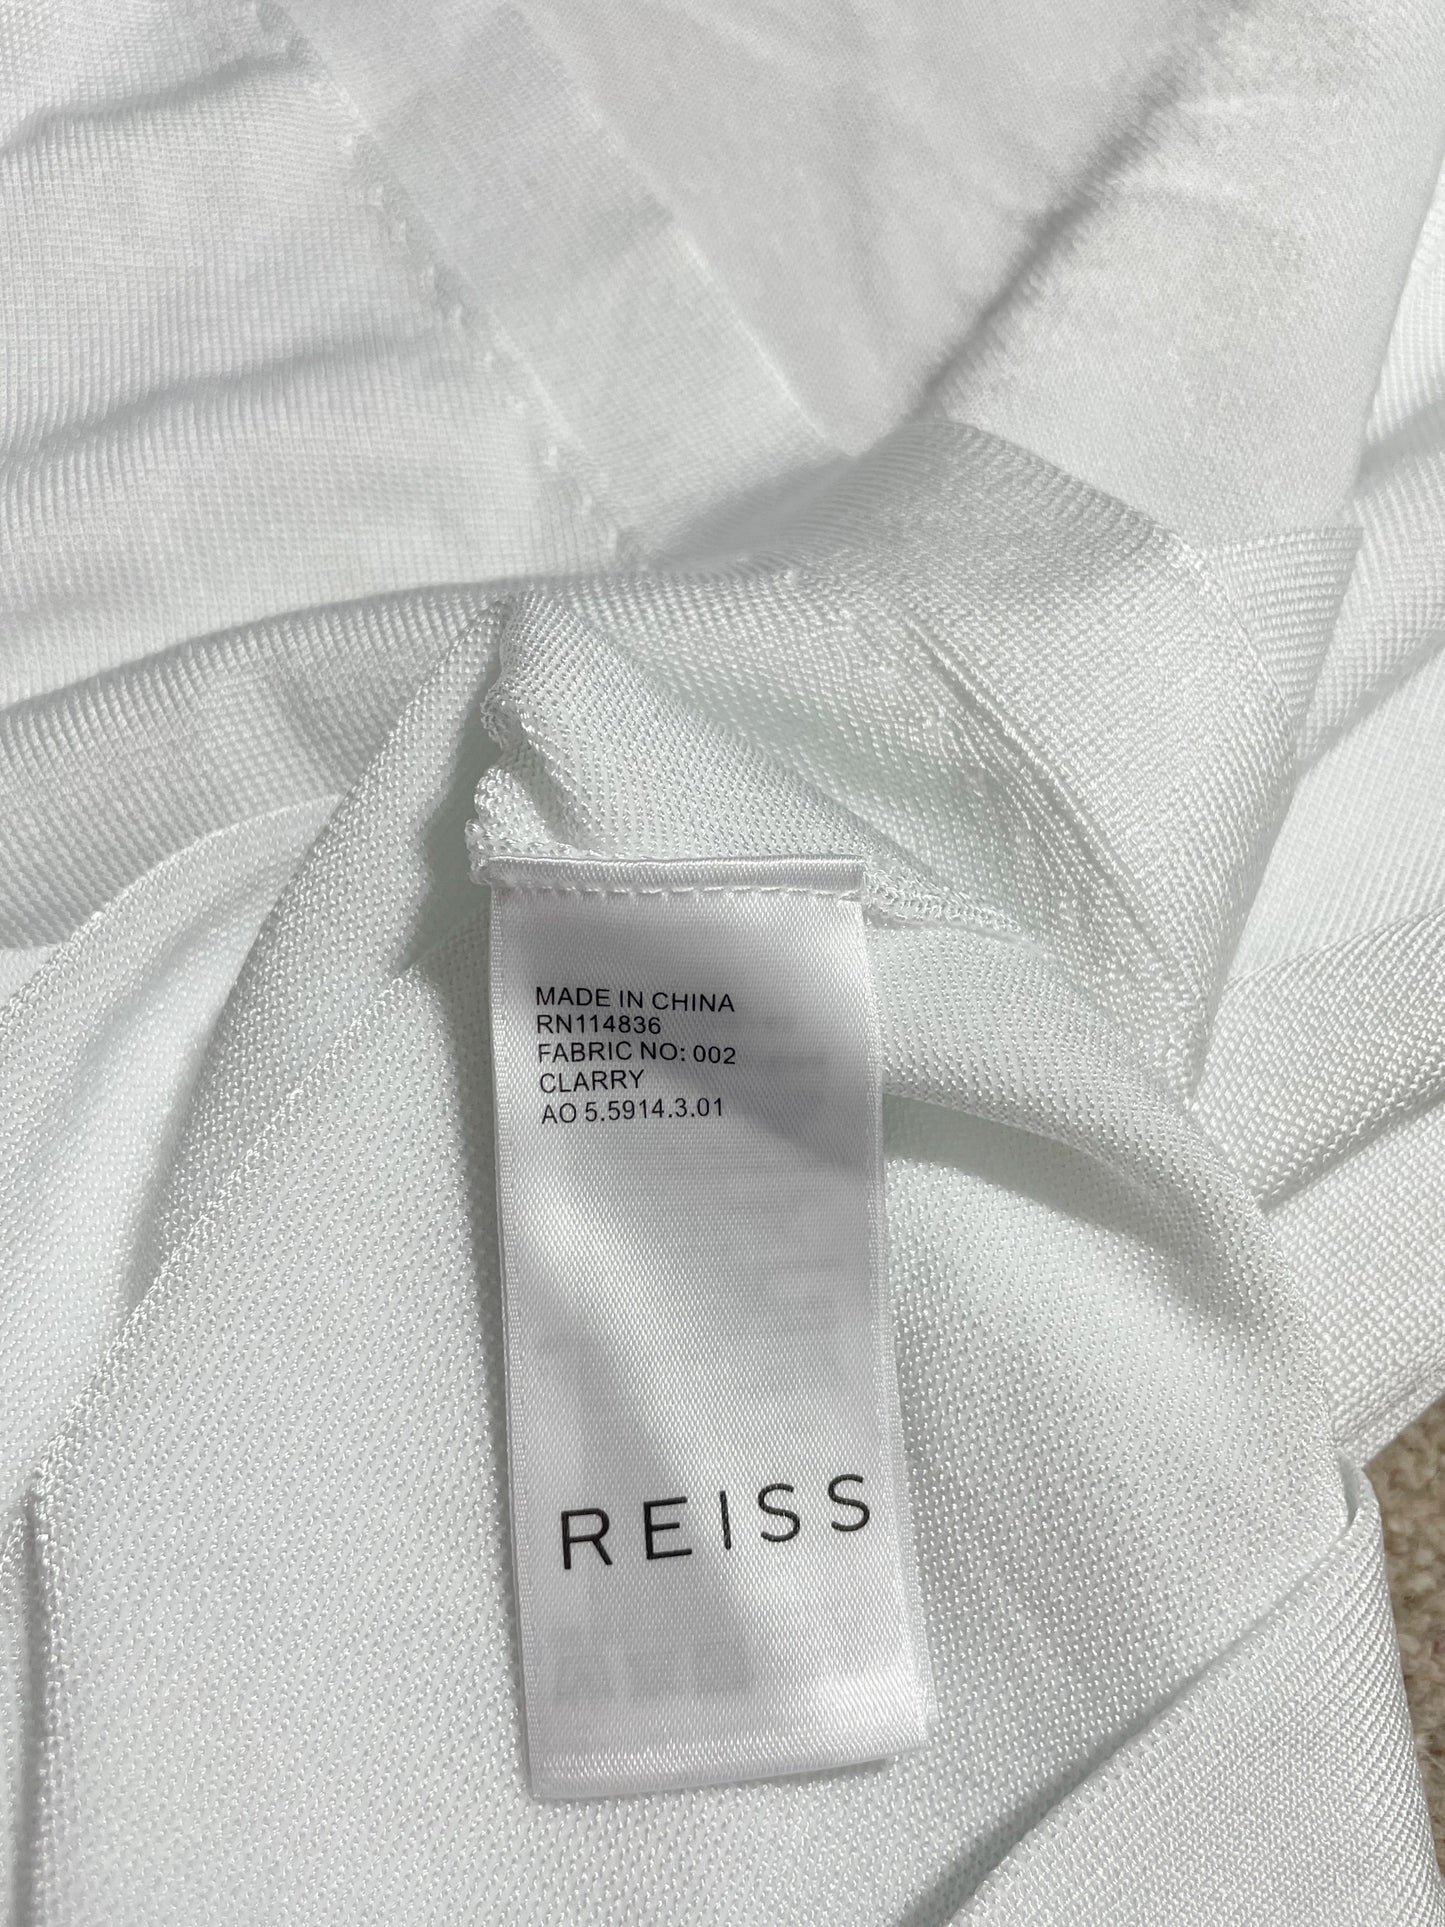 MADE IN CHINA
RN114836
FABRIC NO: 002
CLARRY
AO 5.5914.3.01
REISS